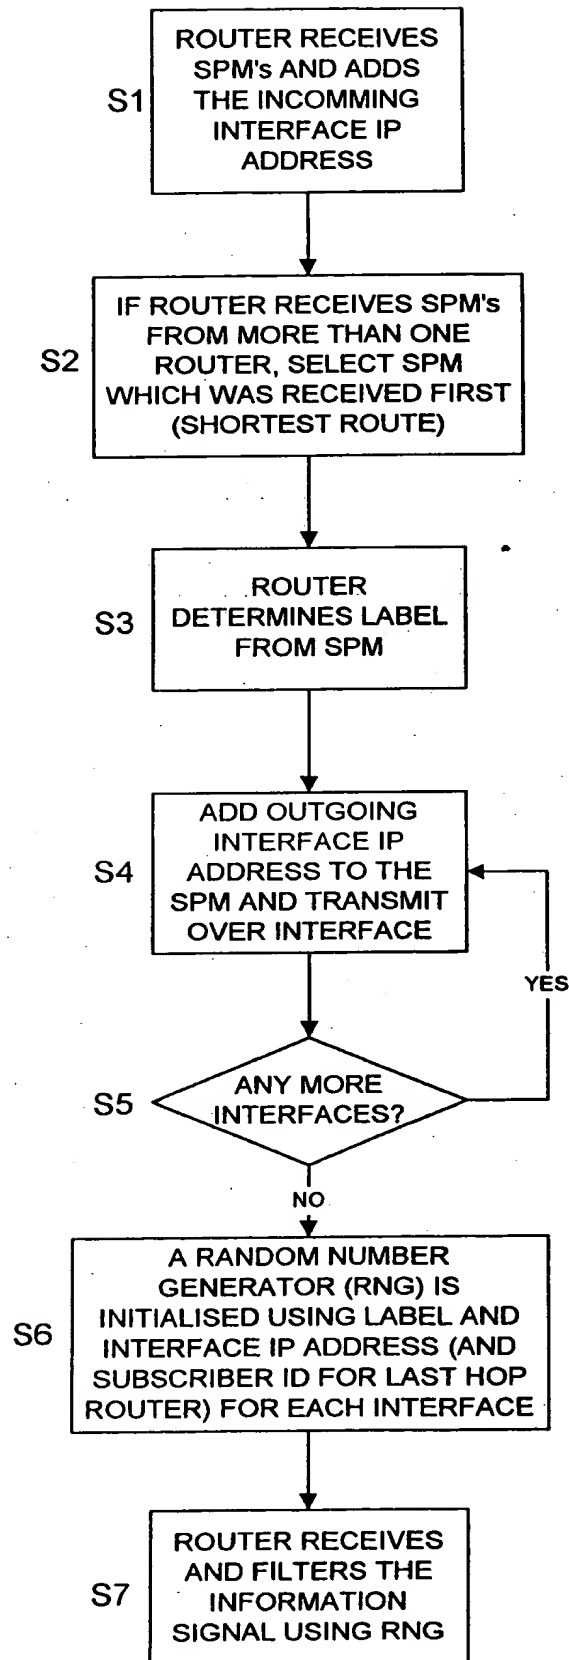 S1
ROUTER RECEIVES
SPM's AND ADDS
THE INCOMMING
INTERFACE IP
ADDRESS
S2
IF ROUTER RECEIVES SPM's
FROM MORE THAN ONE
ROUTER, SELECT SPM
WHICH WAS RECEIVED FIRST
(SHORTEST ROUTE)
S3
ROUTER
DETERMINES LABEL
FROM SPM
S4
ADD OUTGOING
INTERFACE IP
ADDRESS TO THE
SPM AND TRANSMIT
OVER INTERFACE
YES
S5
ANY MORE
INTERFACES?
NO
S6
A RANDOM NUMBER
GENERATOR (RNG) IS
INITIALISED USING LABEL AND
INTERFACE IP ADDRESS (AND
SUBSCRIBER ID FOR LAST HOP
ROUTER) FOR EACH INTERFACE
S7
ROUTER RECEIVES
AND FILTERS THE
INFORMATION
SIGNAL USING RNG